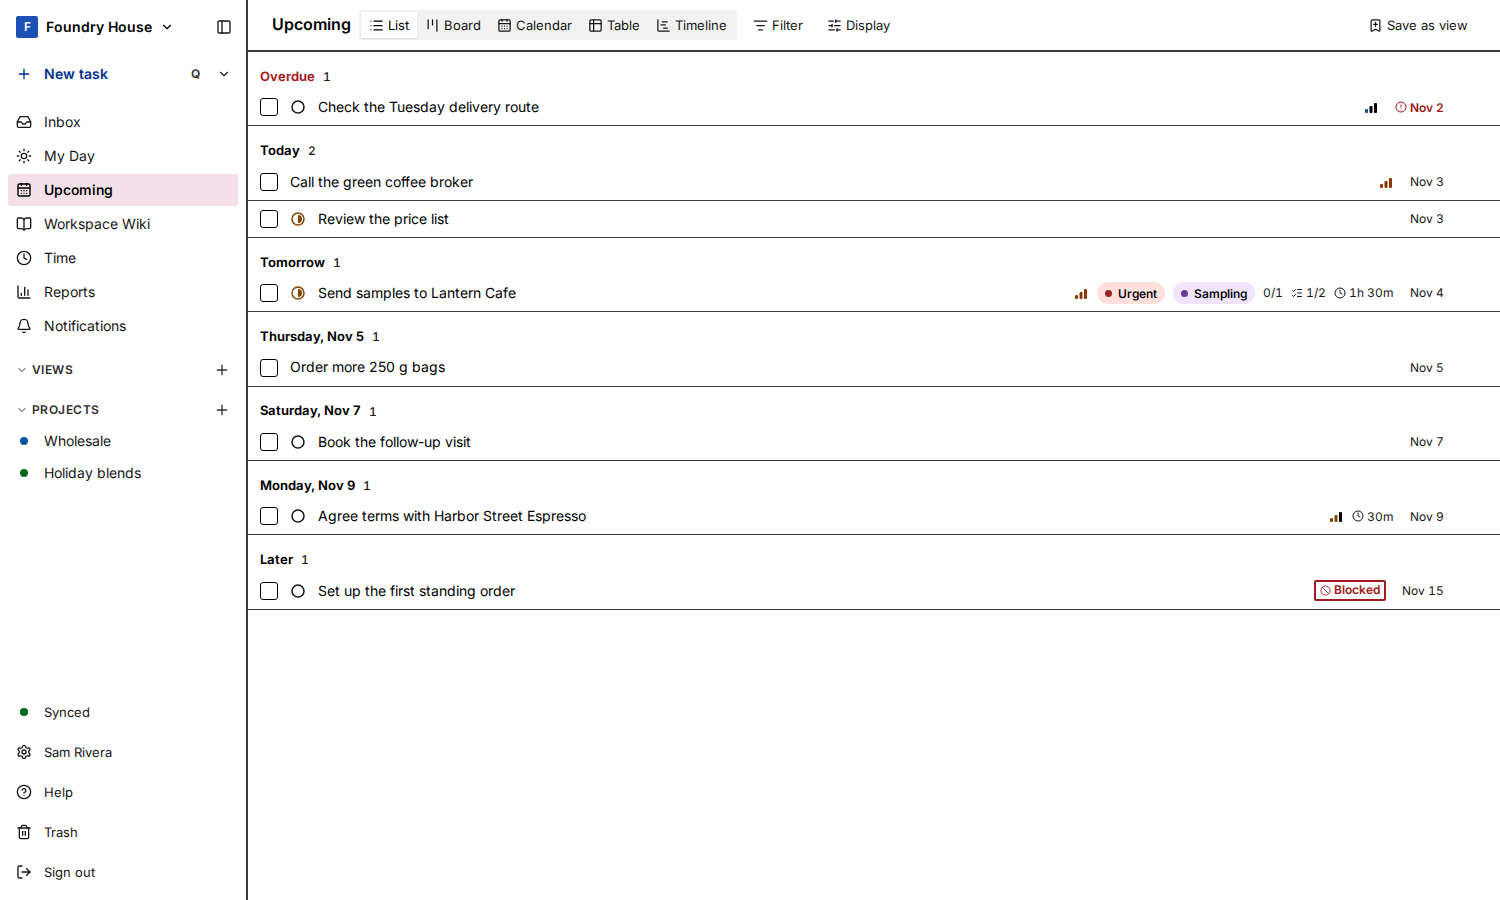 F Foundry House
New task Q
Inbox
My Day
Upcoming
Workspace Wiki
Time
Reports
Notifications
VIEWS
PROJECTS
Wholesale
Holiday blends
Synced
Sam Rivera
Help
Trash
Sign out
Upcoming List Board Calendar Table Timeline Filter Display Save as view
Overdue 1
Check the Tuesday delivery route Nov 2
Today 2
Call the green coffee broker Nov 3
Review the price list Nov 3
Tomorrow 1
Send samples to Lantern Cafe Urgent Sampling 0/1 1/2 1h 30m Nov 4
Thursday, Nov 5 1
Order more 250 g bags Nov 5
Saturday, Nov 7 1
Book the follow-up visit Nov 7
Monday, Nov 9 1
Agree terms with Harbor Street Espresso 30m Nov 9
Later 1
Set up the first standing order Blocked Nov 15